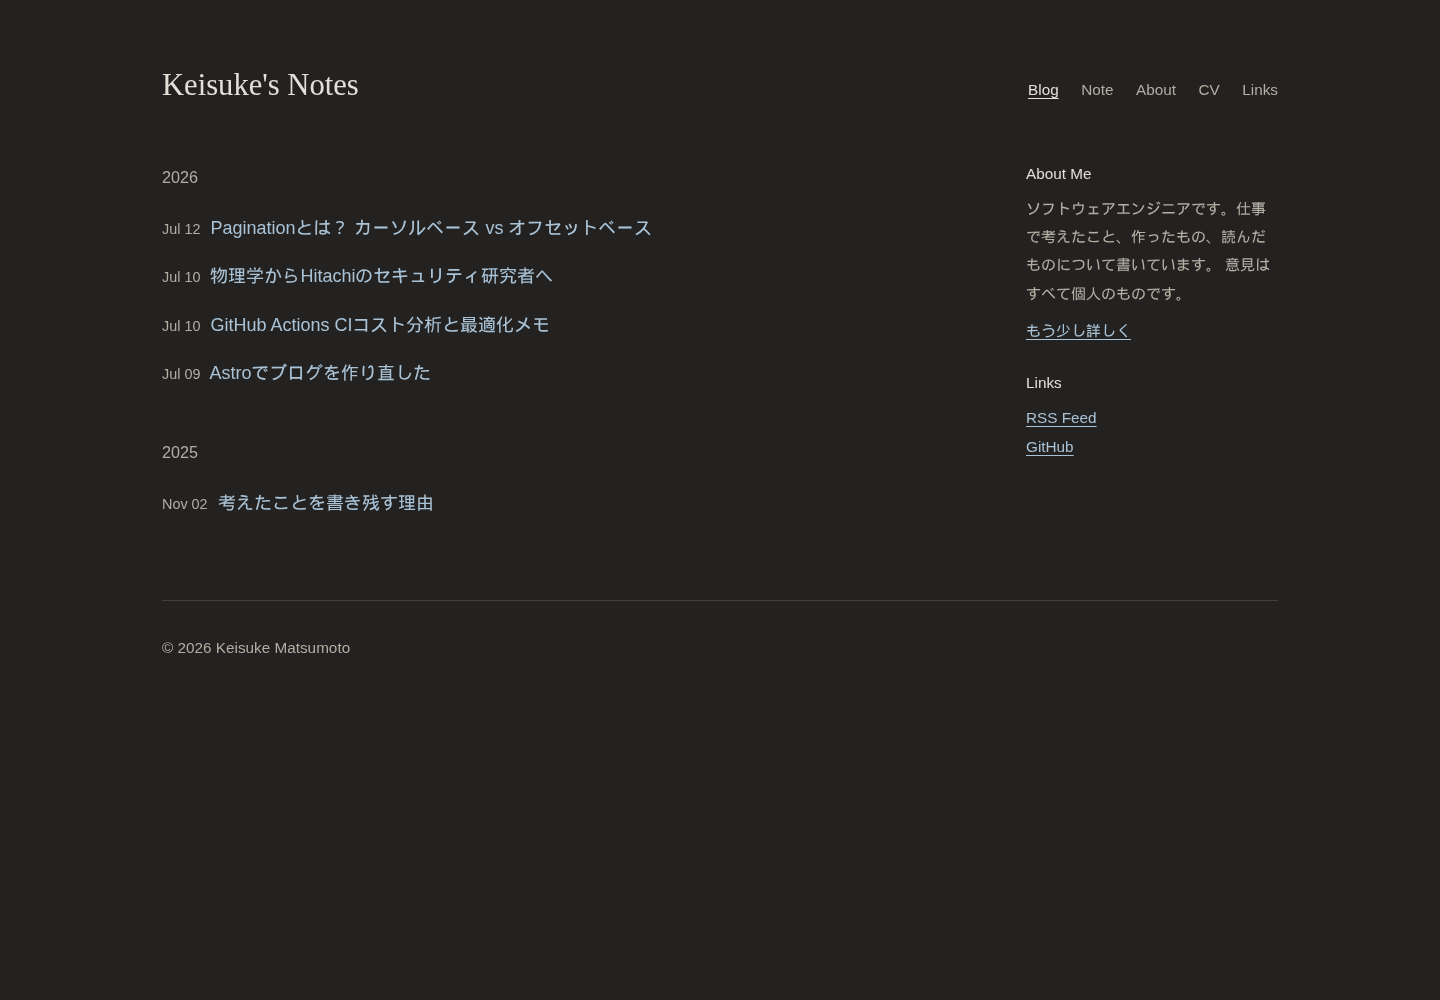 Keisuke's Notes
Blog Note About CV Links
2026
Jul 12 Paginationとは？ カーソルベース vs オフセットベース
Jul 10 物理学からHitachiのセキュリティ研究者へ
Jul 10 GitHub Actions CIコスト分析と最適化メモ
Jul 09 Astroでブログを作り直した
2025
Nov 02 考えたことを書き残す理由
About Me
ソフトウェアエンジニアです。仕事
で考えたこと、作ったもの、読んだ
ものについて書いています。 意見は
すべて個人のものです。
もう少し詳しく
Links
RSS Feed
GitHub
© 2026 Keisuke Matsumoto